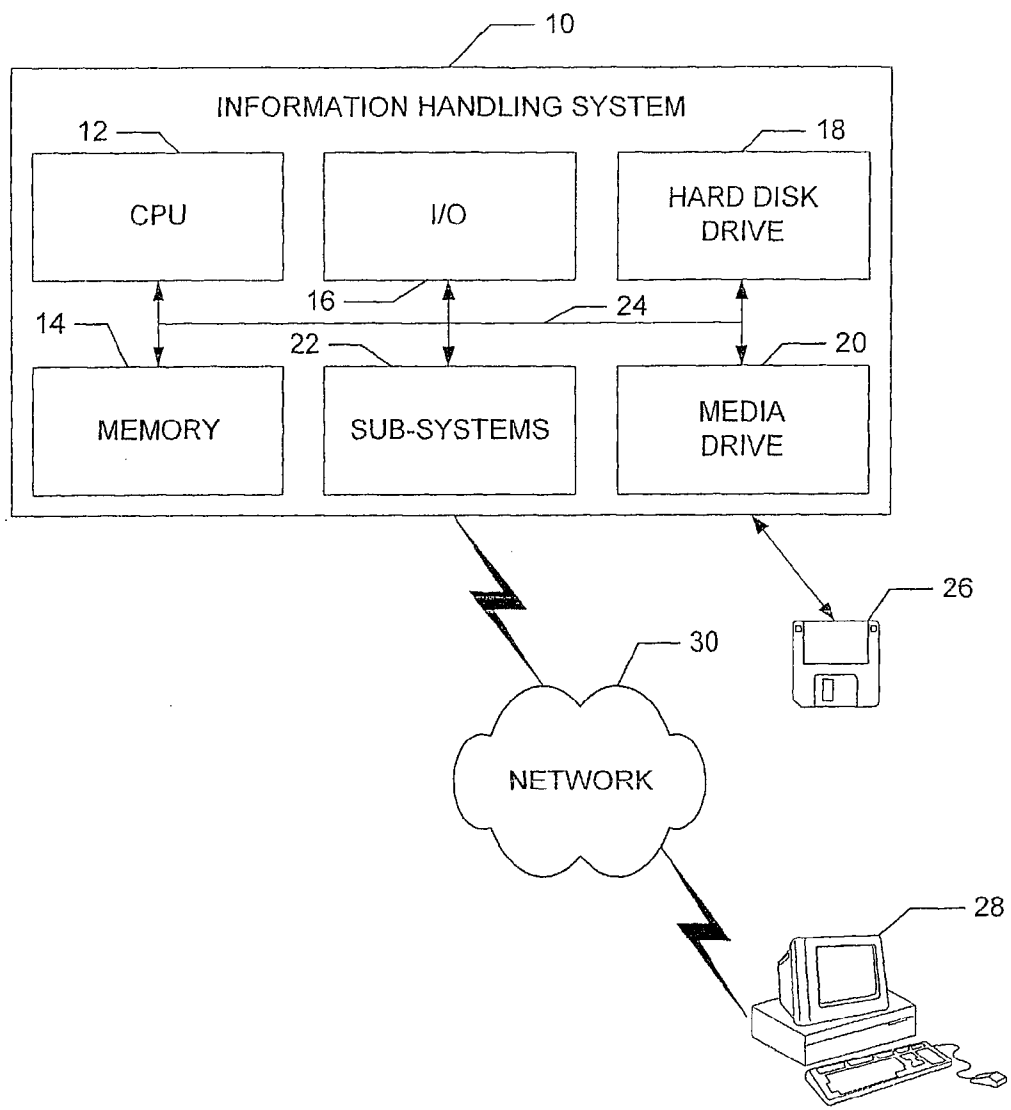 10
INFORMATION HANDLING SYSTEM
12
18
CPU
I/O
HARD DISK
DRIVE
16
24
14
22
20
MEMORY
SUB-SYSTEMS
MEDIA
DRIVE
26
30
NETWORK
28